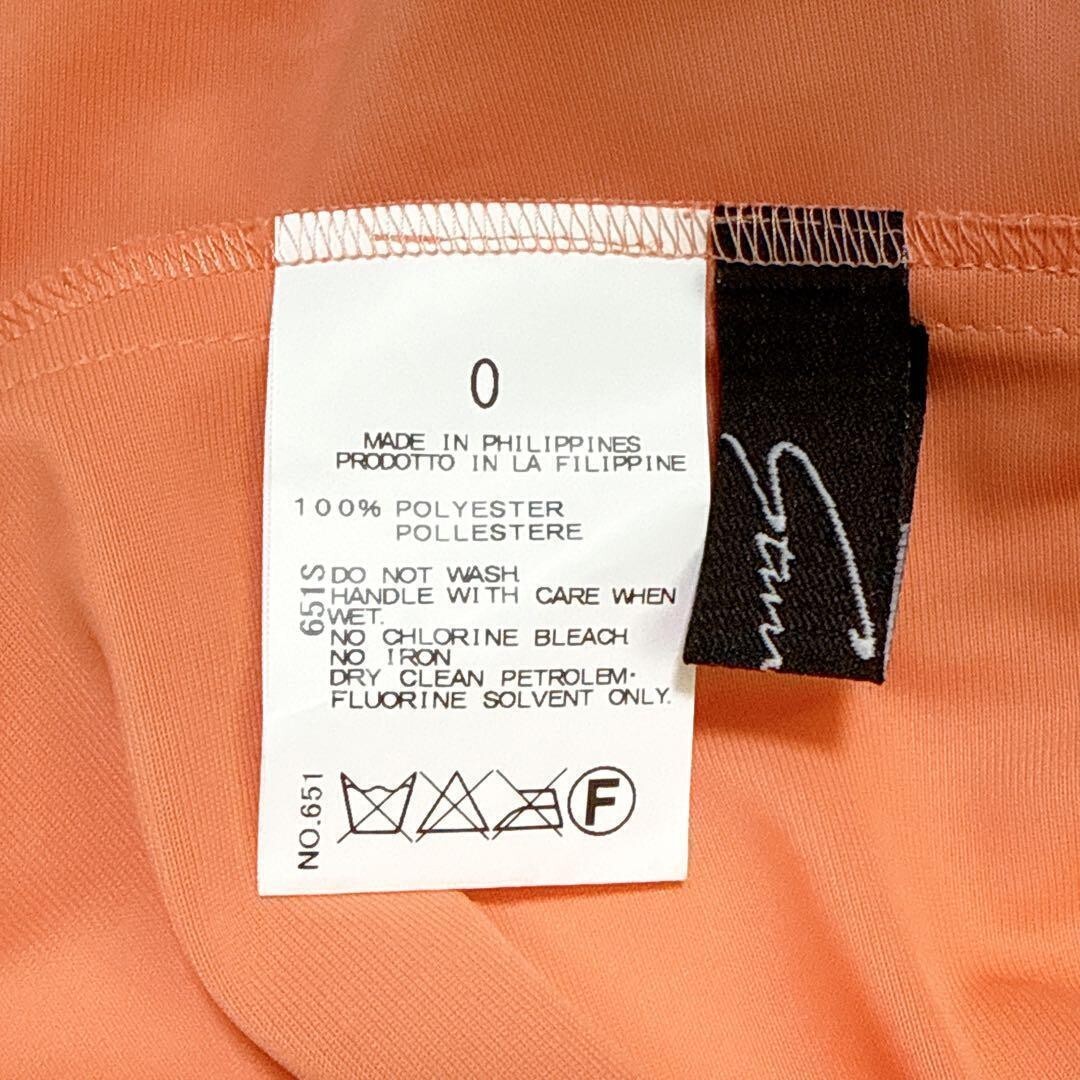 0
MADE IN PHILIPPINES
PRODOTTO IN LA FILIPPINE
100% POLYESTER
POLLESTERE
651S
DO NOT WASH
HANDLE WITH CARE WHEN
WET.
NO CHLORINE BLEACH
NO IRON
DRY CLEAN PETROLEM·
FLUORINE SOLVENT ONLY.
NO.651
F